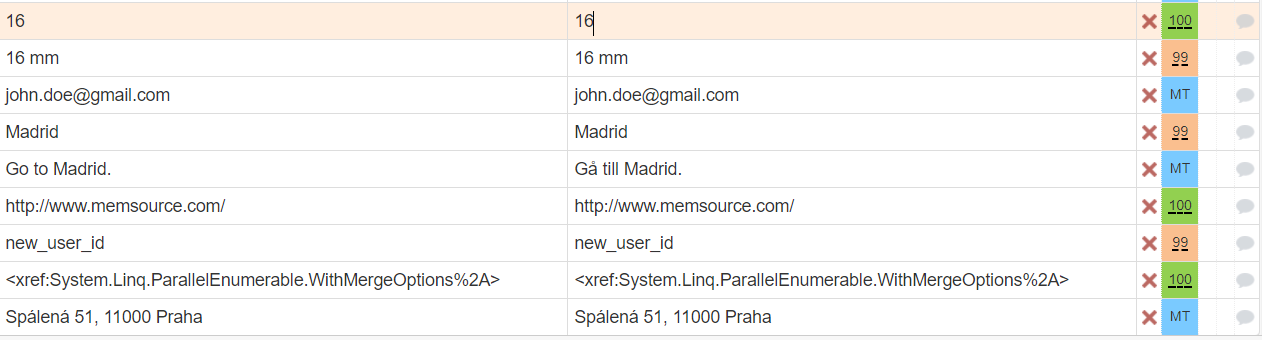 16 16 100
16 mm 16 mm 99
john.doe@gmail.com john.doe@gmail.com MT
Madrid Madrid 99
Go to Madrid. Gå till Madrid. MT
http://www.memsource.com/ http://www.memsource.com/ 100
new_user_id new_user_id 99
<xref:System.Linq.ParallelEnumerable.WithMergeOptions%2A> <xref:System.Linq.ParallelEnumerable.WithMergeOptions%2A> 100
Spálená 51, 11000 Praha Spálená 51, 11000 Praha MT